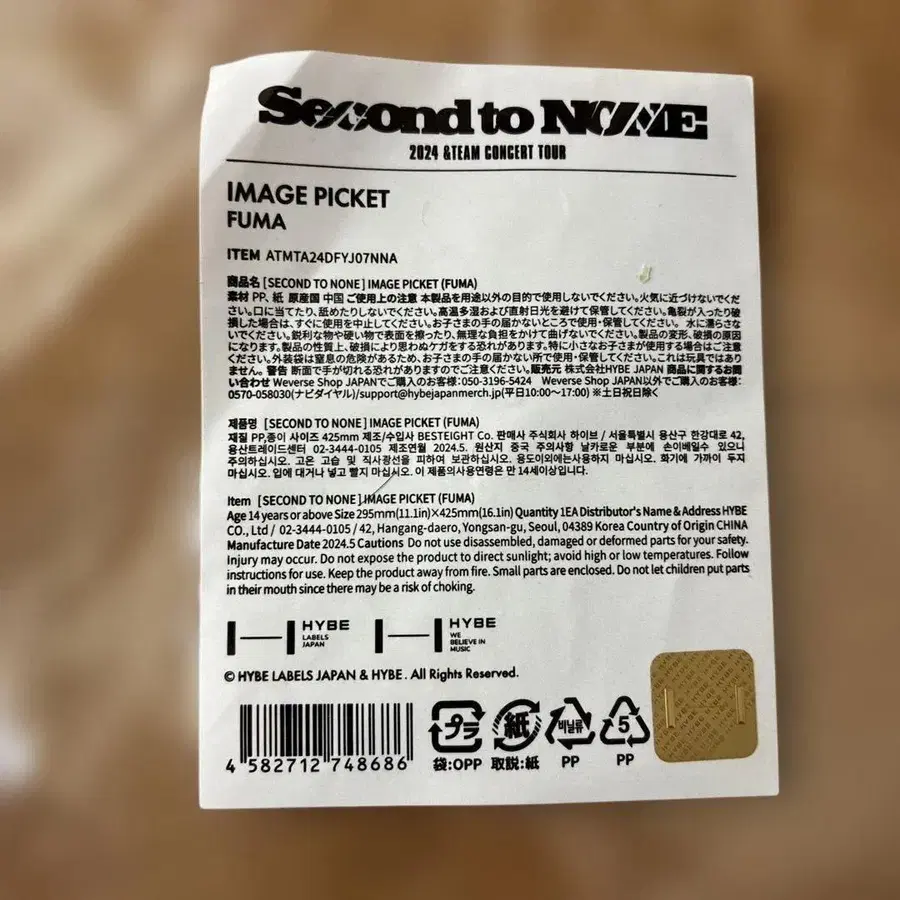 Second to NONE
2024 &TEAM CONCERT TOUR
IMAGE PICKET
FUMA
ITEM ATMTA24DFYJ07NNA
商品名 [SECOND TO NONE] IMAGE PICKET (FUMA)
素材 PP、紙 原産国 中国 ご使用上の注意 本製品を用途以外の目的で使用しないでください。火気に近づけないでくだ
さい。口に当てたり、舐めたりしないでください。高温多湿および直射日光を避けて保管してください。亀裂が入ったり破
損した場合は、すぐに使用を中止してください。お子さまの手の届かないところで使用・保管してください。 水に濡らさな
いでください。鋭利な物や硬い物で表面を擦ったり、無理な負担をかけて曲げないでください。製品の変形、破損の原因
になります。製品の性質上、破損により思わぬケガをする恐れがあります。特に小さなお子さまが使用する場合はご注意
ください。外装袋は窒息の危険があるため、お子さまの手の届かない所で使用・保管してください。これは玩具ではあり
ません。警告 断面で手が切れる恐れがありますのでご注意ください。販売元 株式会社HYBE JAPAN 商品に関するお問
い合わせ Weverse Shop JAPANでご購入のお客様:050-3196-5424 Weverse Shop JAPAN以外でご購入のお客様:
0570-058030(ナビダイヤル)/support@hybejapanmerch.jp(平日10:00〜17:00) ※土日祝日除く
제품명 [SECOND TO NONE] IMAGE PICKET (FUMA)
재질 PP,종이 사이즈 425mm 제조/수입사 BESTEIGHT Co. 판매사 주식회사 하이브 / 서울특별시 용산구 한강대로 42,
용산트레이드센터 02-3444-0105 제조연월 2024.5. 원산지 중국 주의사항 날카로운 부분에 손이베일수 있으니
주의하십시오. 고온 고습 및 직사광선을 피하여 보관하십시오. 용도이외에는사용하지 마십시오. 화기에 가까이 두지
마십시오. 입에 대거나 넣고 빨지 마십시오. 이 제품의사용연령은 만 14세이상입니다.
Item [SECOND TO NONE] IMAGE PICKET (FUMA)
Age 14 years or above Size 295mm(11.1in)×425mm(16.1in) Quantity 1EA Distributor's Name & Address HYBE
CO., Ltd / 02-3444-0105 / 42, Hangang-daero, Yongsan-gu, Seoul, 04389 Korea Country of Origin CHINA
Manufacture Date 2024.5 Cautions Do not use disassembled, damaged or deformed parts for your safety.
Injury may occur. Do not expose the product to direct sunlight; avoid high or low temperatures. Follow
instructions for use. Keep the product away from fire. Small parts are enclosed. Do not let children put parts
in their mouth since there may be a risk of choking.
HYBE
LABELS
JAPAN
HYBE
WE
BELIEVE IN
MUSIC
© HYBE LABELS JAPAN & HYBE. All Rights Reserved.
4 582712 748686
プラ
袋:OPP
紙
取説:紙
비닐류
PP
5
PP
HYBE